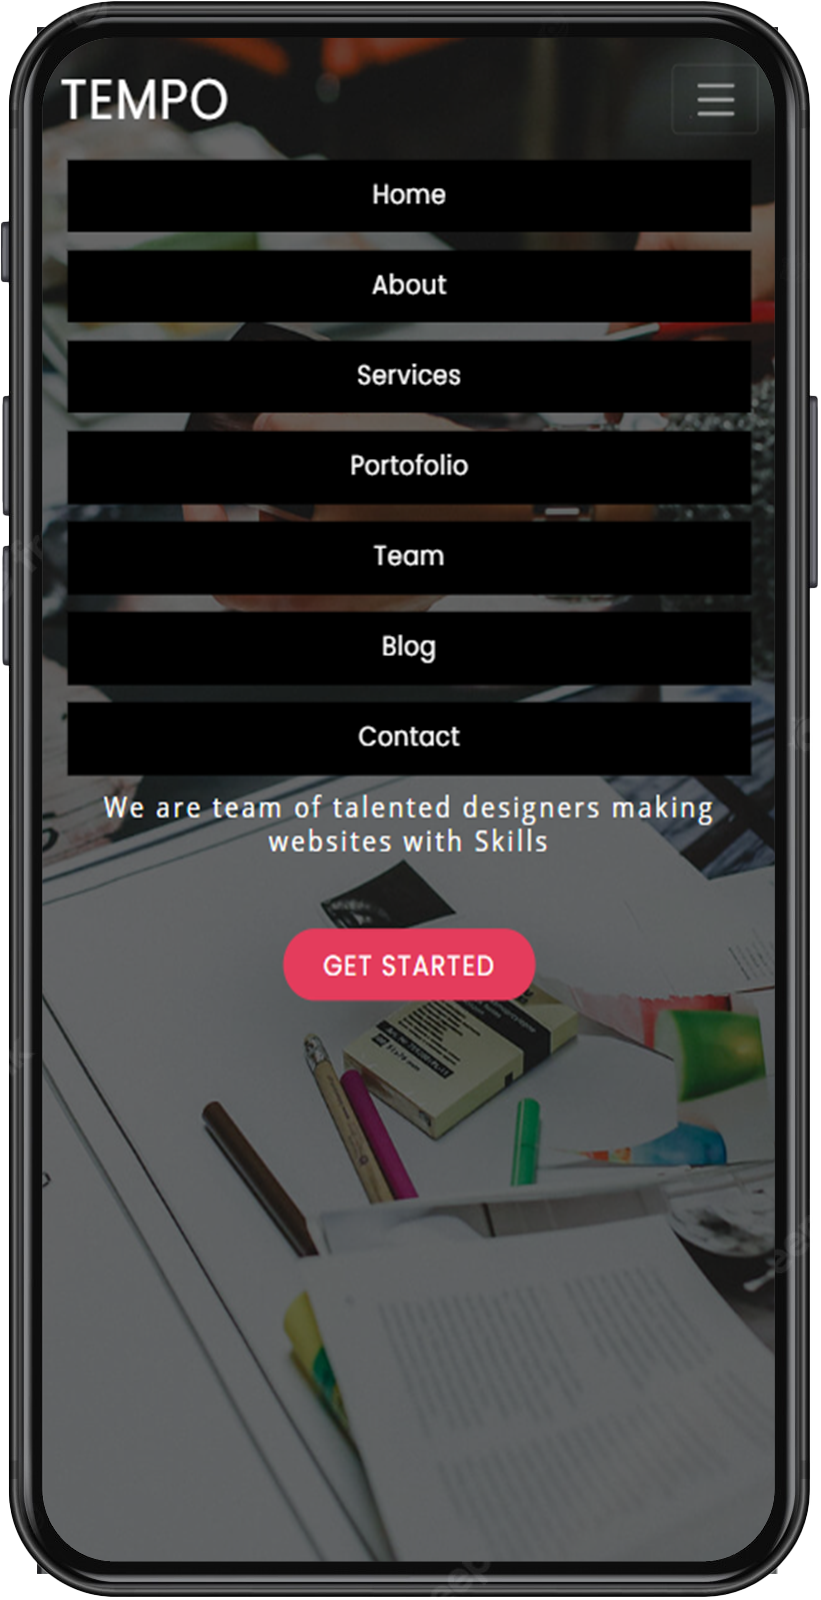 TEMPO
Home
About
Services
Portofolio
Team
Blog
Contact
We are team of talented designers making
websites with Skills
GET STARTED